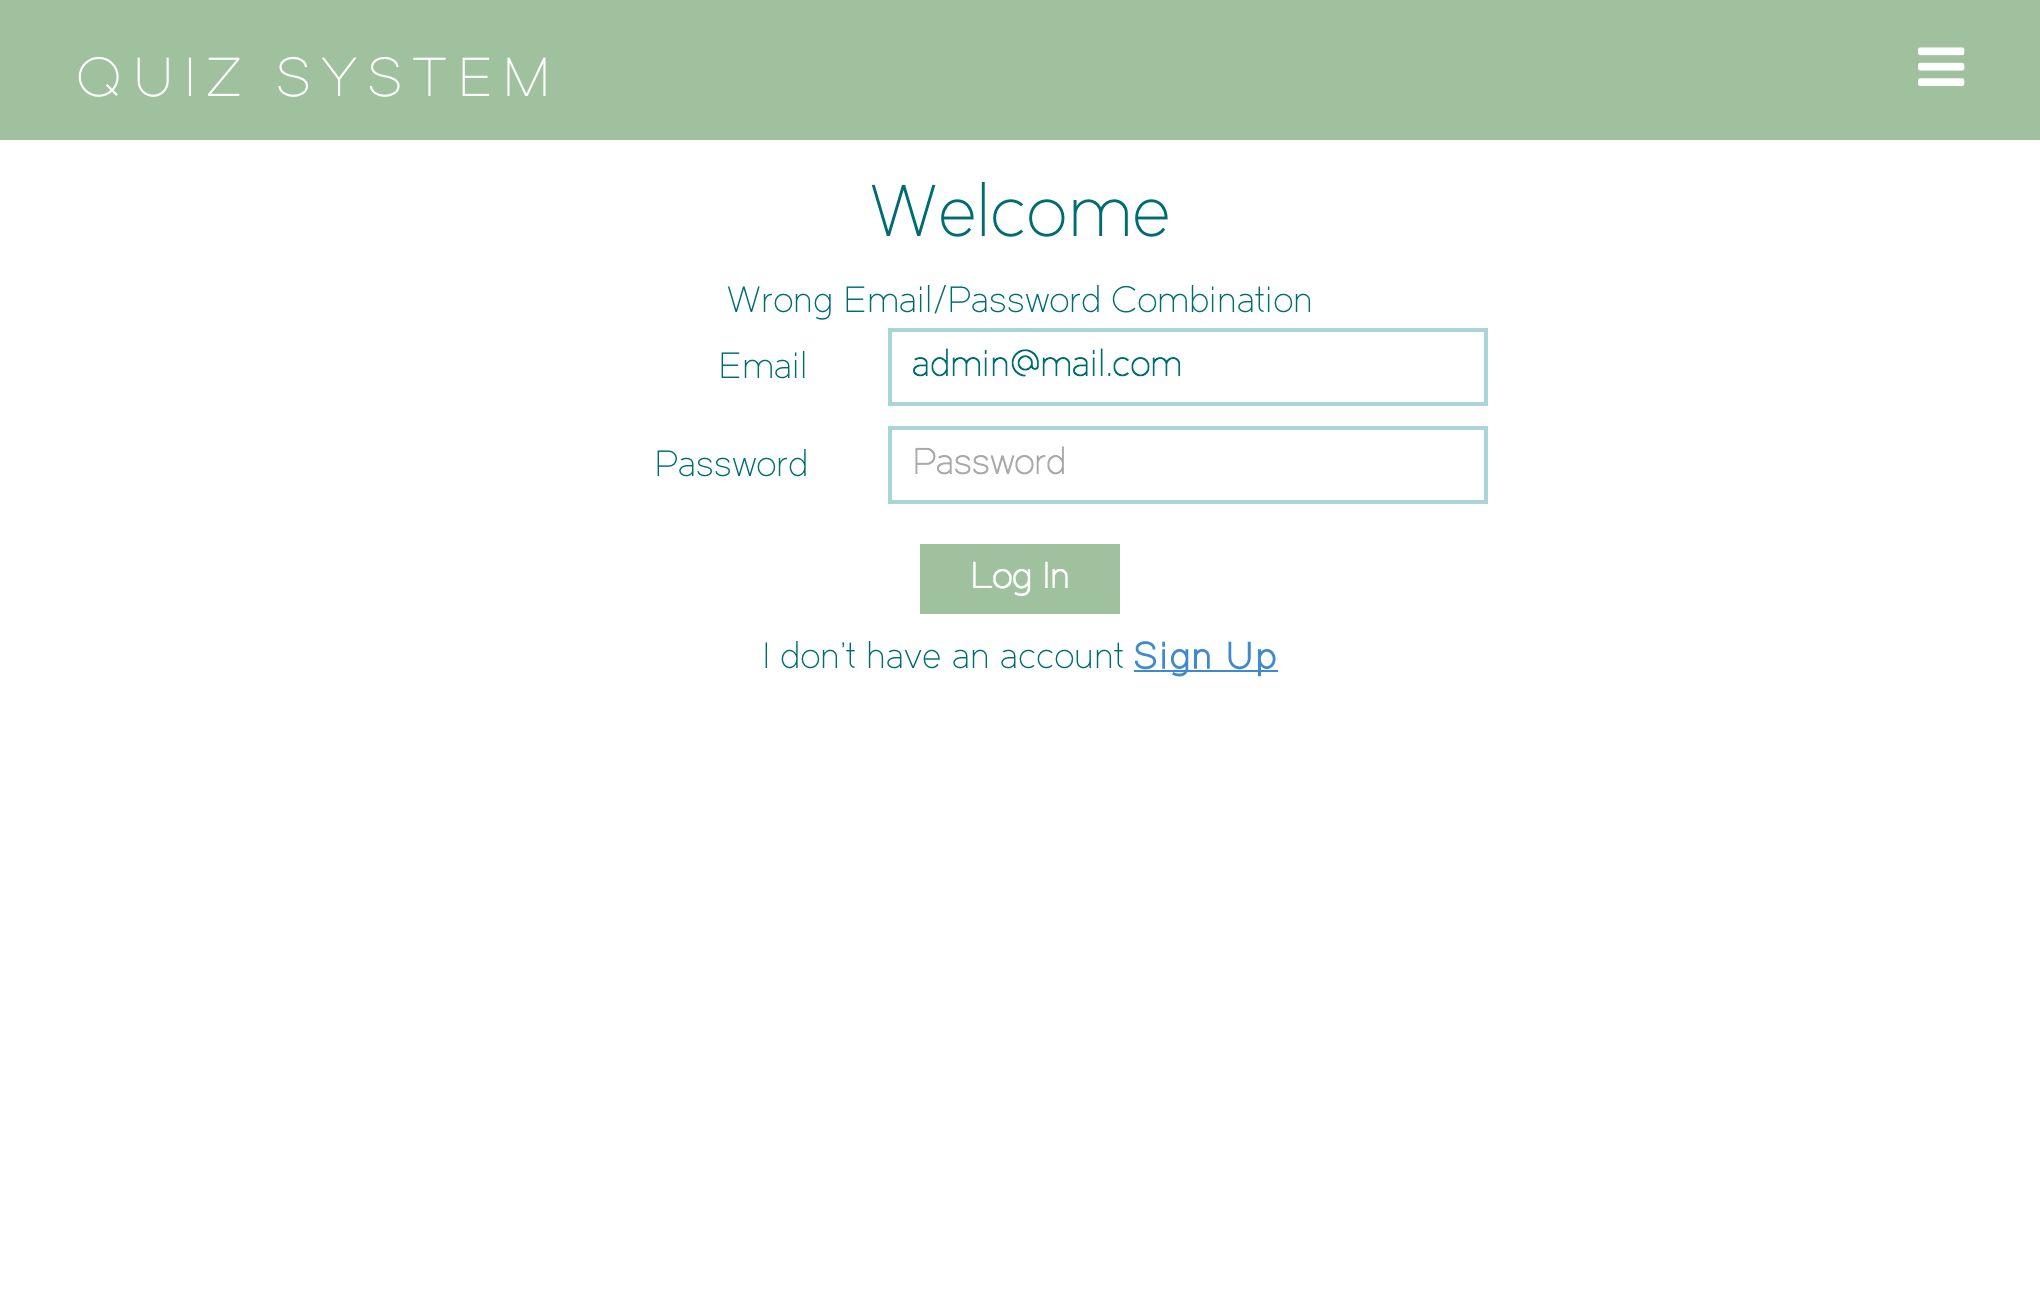 QUIZ SYSTEM
Welcome
Wrong Email/Password Combination
Email admin@mail.com
Password Password
Log In
I don't have an account Sign Up